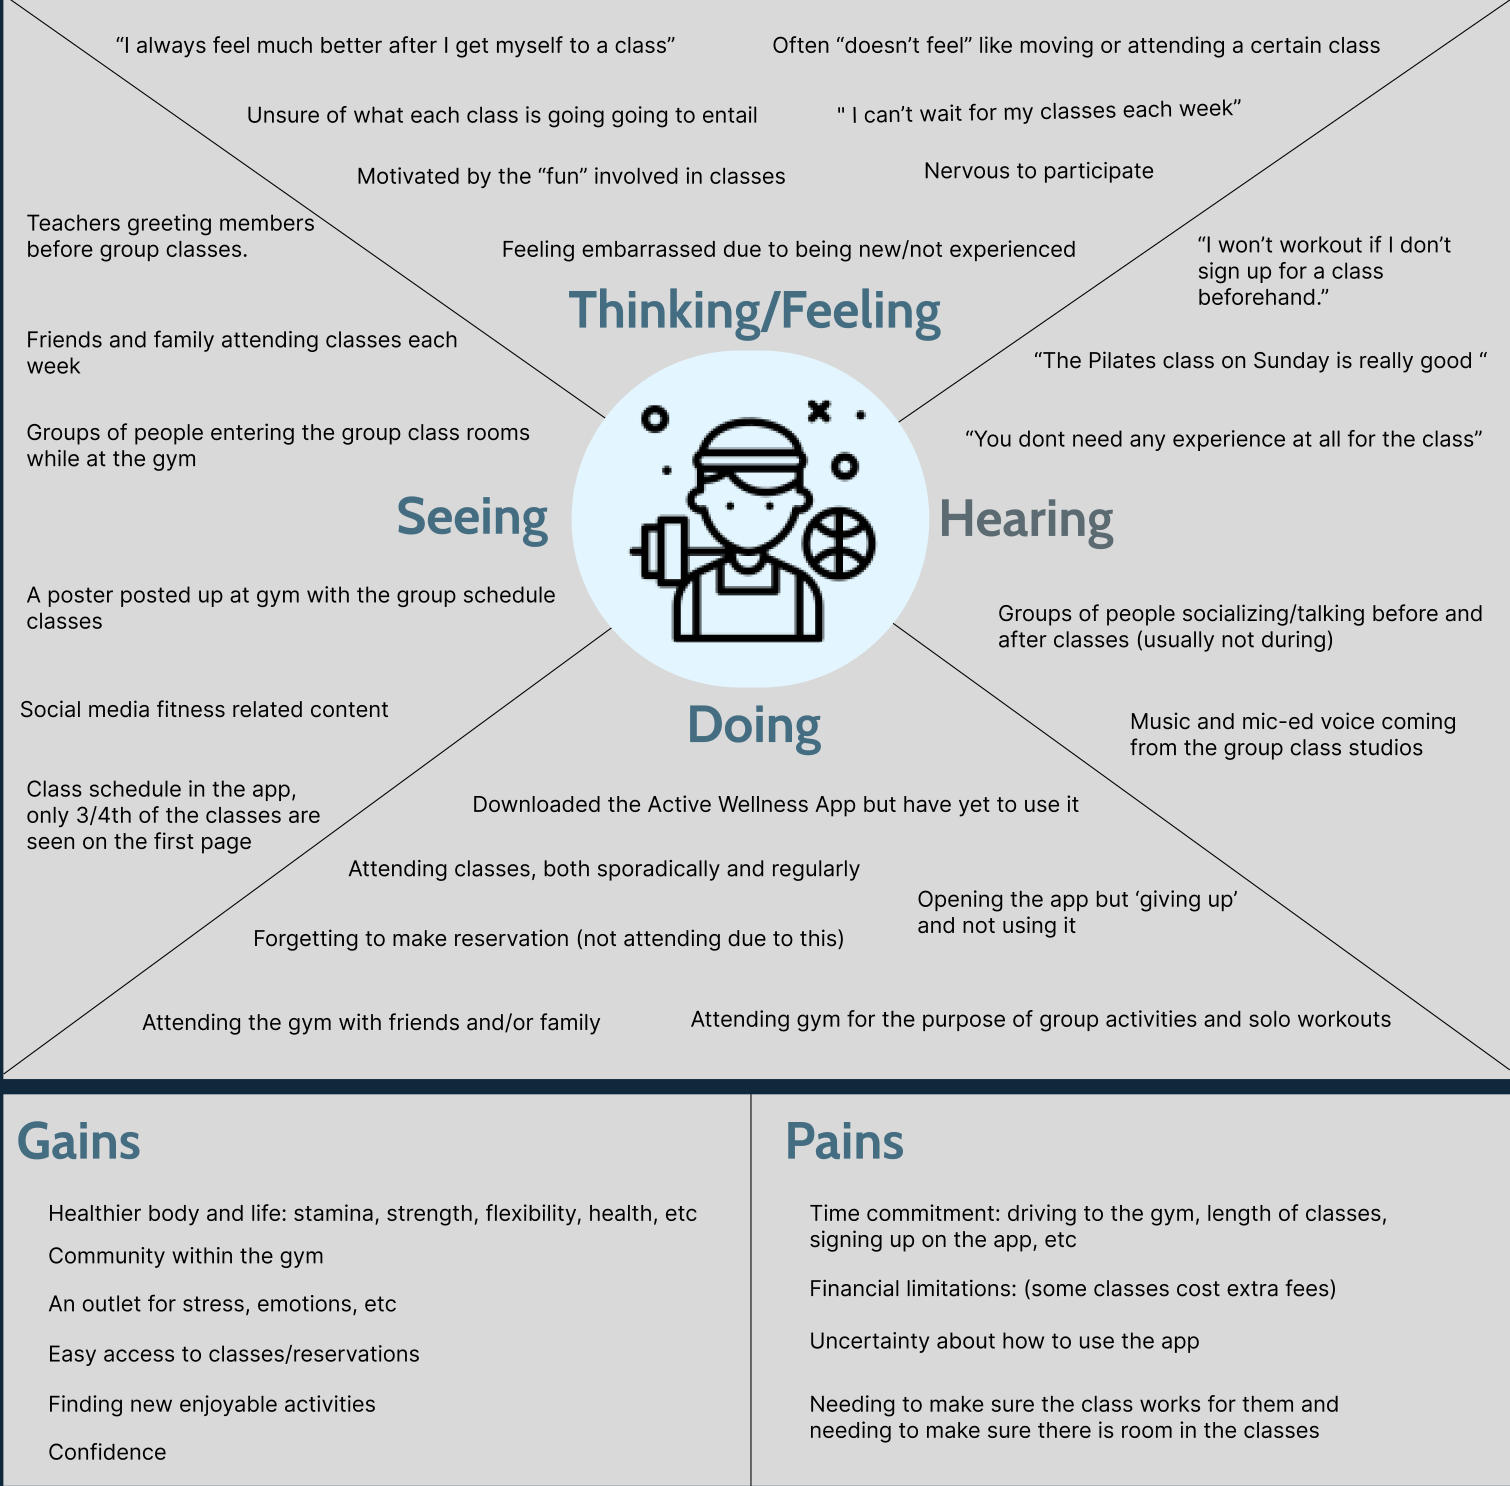 “I always feel much better after I get myself to a class”
Often “doesn’t feel” like moving or attending a certain class
Unsure of what each class is going going to entail
" I can’t wait for my classes each week”
Motivated by the “fun” involved in classes
Nervous to participate
Feeling embarrassed due to being new/not experienced
Thinking/Feeling
Teachers greeting members
before group classes.
Friends and family attending classes each
week
Groups of people entering the group class rooms
while at the gym
Seeing
A poster posted up at gym with the group schedule
classes
Social media fitness related content
Class schedule in the app,
only 3/4th of the classes are
seen on the first page
“I won’t workout if I don’t
sign up for a class
beforehand.”
“The Pilates class on Sunday is really good “
“You dont need any experience at all for the class”
Hearing
Groups of people socializing/talking before and
after classes (usually not during)
Music and mic-ed voice coming
from the group class studios
Doing
Downloaded the Active Wellness App but have yet to use it
Attending classes, both sporadically and regularly
Opening the app but ‘giving up’
and not using it
Forgetting to make reservation (not attending due to this)
Attending the gym with friends and/or family
Attending gym for the purpose of group activities and solo workouts
Gains
Healthier body and life: stamina, strength, flexibility, health, etc
Community within the gym
An outlet for stress, emotions, etc
Easy access to classes/reservations
Finding new enjoyable activities
Confidence
Pains
Time commitment: driving to the gym, length of classes,
signing up on the app, etc
Financial limitations: (some classes cost extra fees)
Uncertainty about how to use the app
Needing to make sure the class works for them and
needing to make sure there is room in the classes